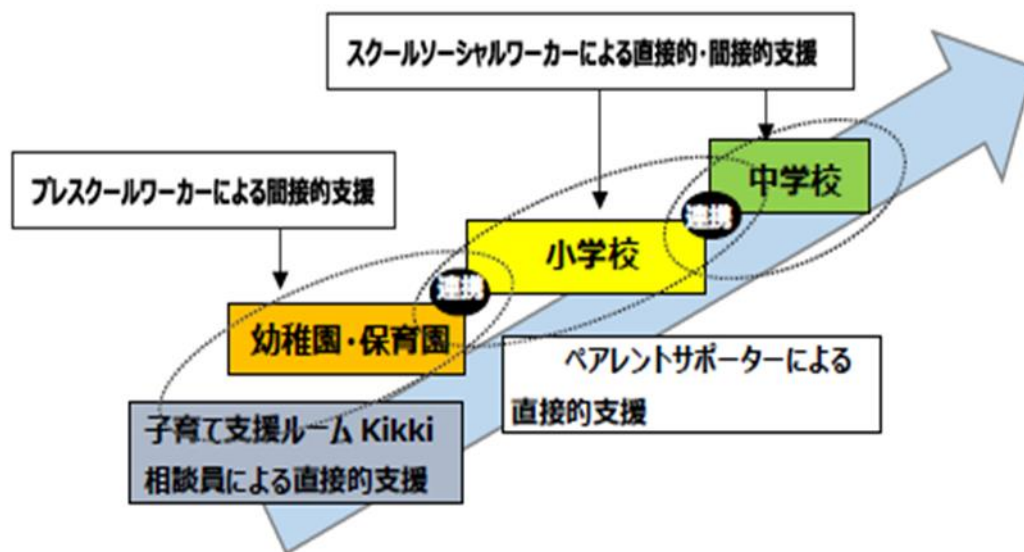 スクールソーシャルワーカーによる直接的・間接的支援
中学校
プレスクールワーカーによる間接的支援
連携
小学校
連携
幼稚園・保育園
ペアレントサポーターによる
直接的支援
子育て支援ルーム Kikki
相談員による直接的支援